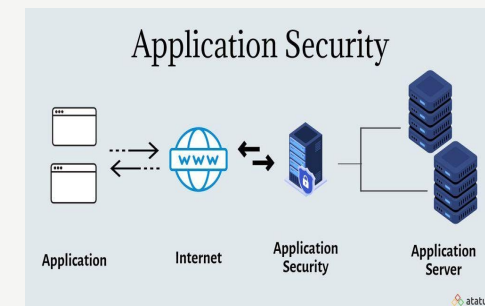 Application Security
WWW
Application
Internet
Application
Security
Application
Server